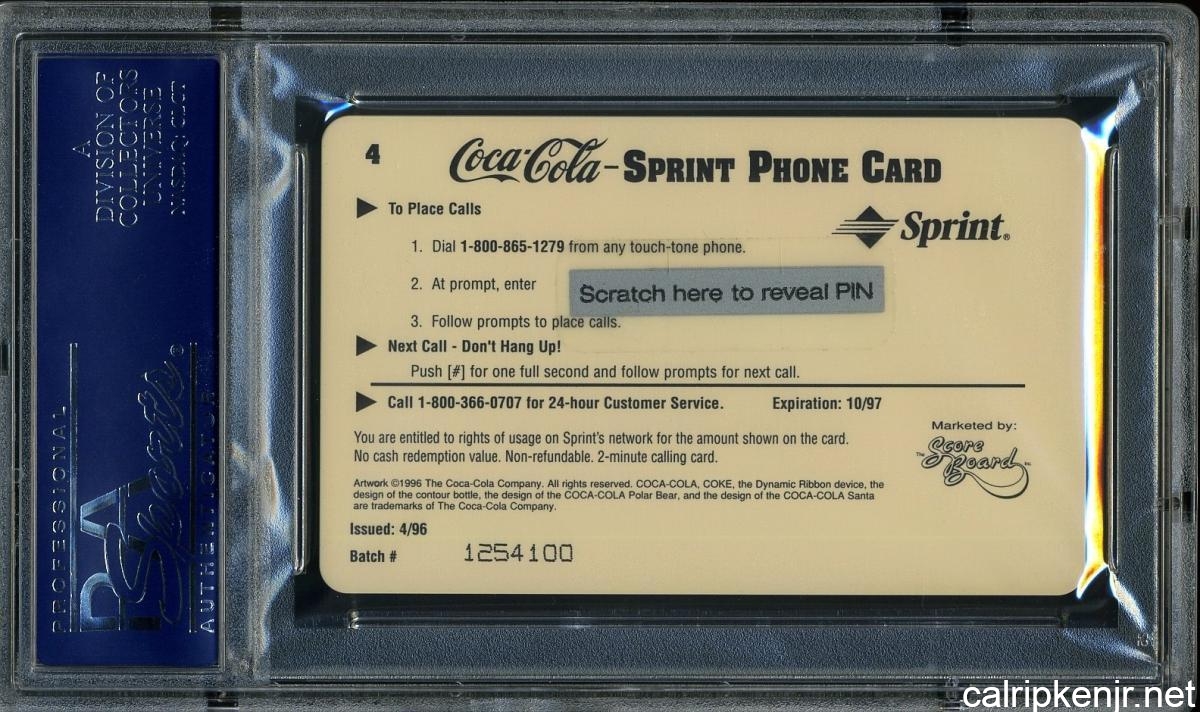 A
DIVISION OF
COLLECTORS
UNIVERSE
NASDAQ: CLCT
PROFESSIONAL
PSA
Sports
®
AUTHENTICATOR
4
Coca-Cola - SPRINT PHONE CARD
To Place Calls
Sprint®
1. Dial 1-800-865-1279 from any touch-tone phone.
2. At prompt, enter
Scratch here to reveal PIN
3. Follow prompts to place calls.
Next Call - Don't Hang Up!
Push [#] for one full second and follow prompts for next call.
Call 1-800-366-0707 for 24-hour Customer Service. Expiration: 10/97
You are entitled to rights of usage on Sprint's network for the amount shown on the card.
No cash redemption value. Non-refundable. 2-minute calling card.
Marketed by:
The Score
Board Inc
Artwork ©1996 The Coca-Cola Company. All rights reserved. COCA-COLA, COKE, the Dynamic Ribbon device, the
design of the contour bottle, the design of the COCA-COLA Polar Bear, and the design of the COCA-COLA Santa
are trademarks of The Coca-Cola Company.
Issued: 4/96
Batch # 1254100
calripkenjr.net